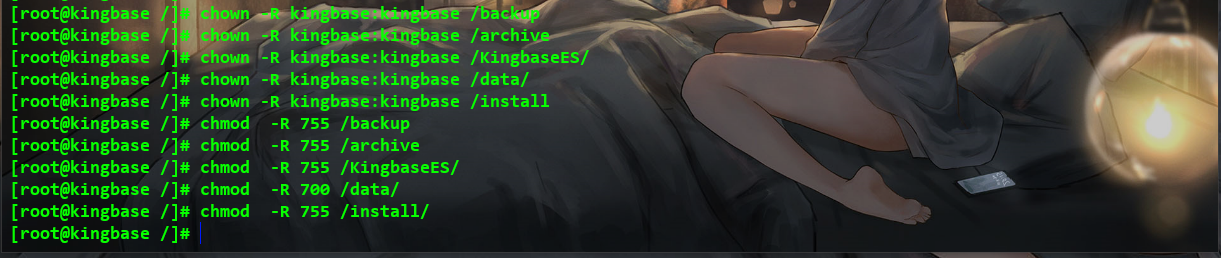 [root@kingbase /]# chown -R kingbase:kingbase /backup
[root@kingbase /]# chown -R kingbase:kingbase /archive
[root@kingbase /]# chown -R kingbase:kingbase /KingbaseES/
[root@kingbase /]# chown -R kingbase:kingbase /data/
[root@kingbase /]# chown -R kingbase:kingbase /install
[root@kingbase /]# chmod  -R 755 /backup
[root@kingbase /]# chmod  -R 755 /archive
[root@kingbase /]# chmod  -R 755 /KingbaseES/
[root@kingbase /]# chmod  -R 700 /data/
[root@kingbase /]# chmod  -R 755 /install/
[root@kingbase /]#